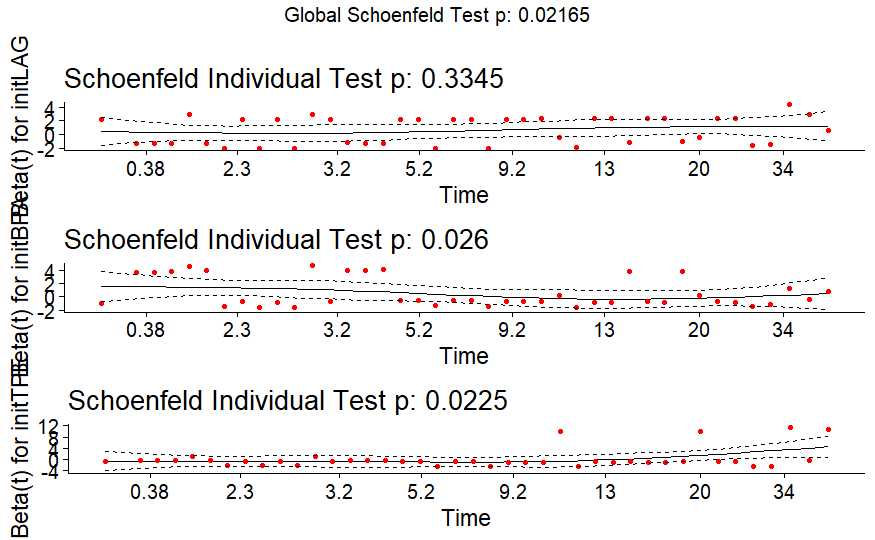 Global Schoenfeld Test p: 0.02165
Schoenfeld Individual Test p: 0.3345
Beta(t) for initLAG
4
2
0
-2
0.38 2.3 3.2 5.2 9.2 13 20 34
Time
Schoenfeld Individual Test p: 0.026
Beta(t) for
4
2
0
-2
0.38 2.3 3.2 5.2 9.2 13 20 34
Time
Schoenfeld Individual Test p: 0.0225
Beta(t) for
12
8
4
0
-4
0.38 2.3 3.2 5.2 9.2 13 20 34
Time